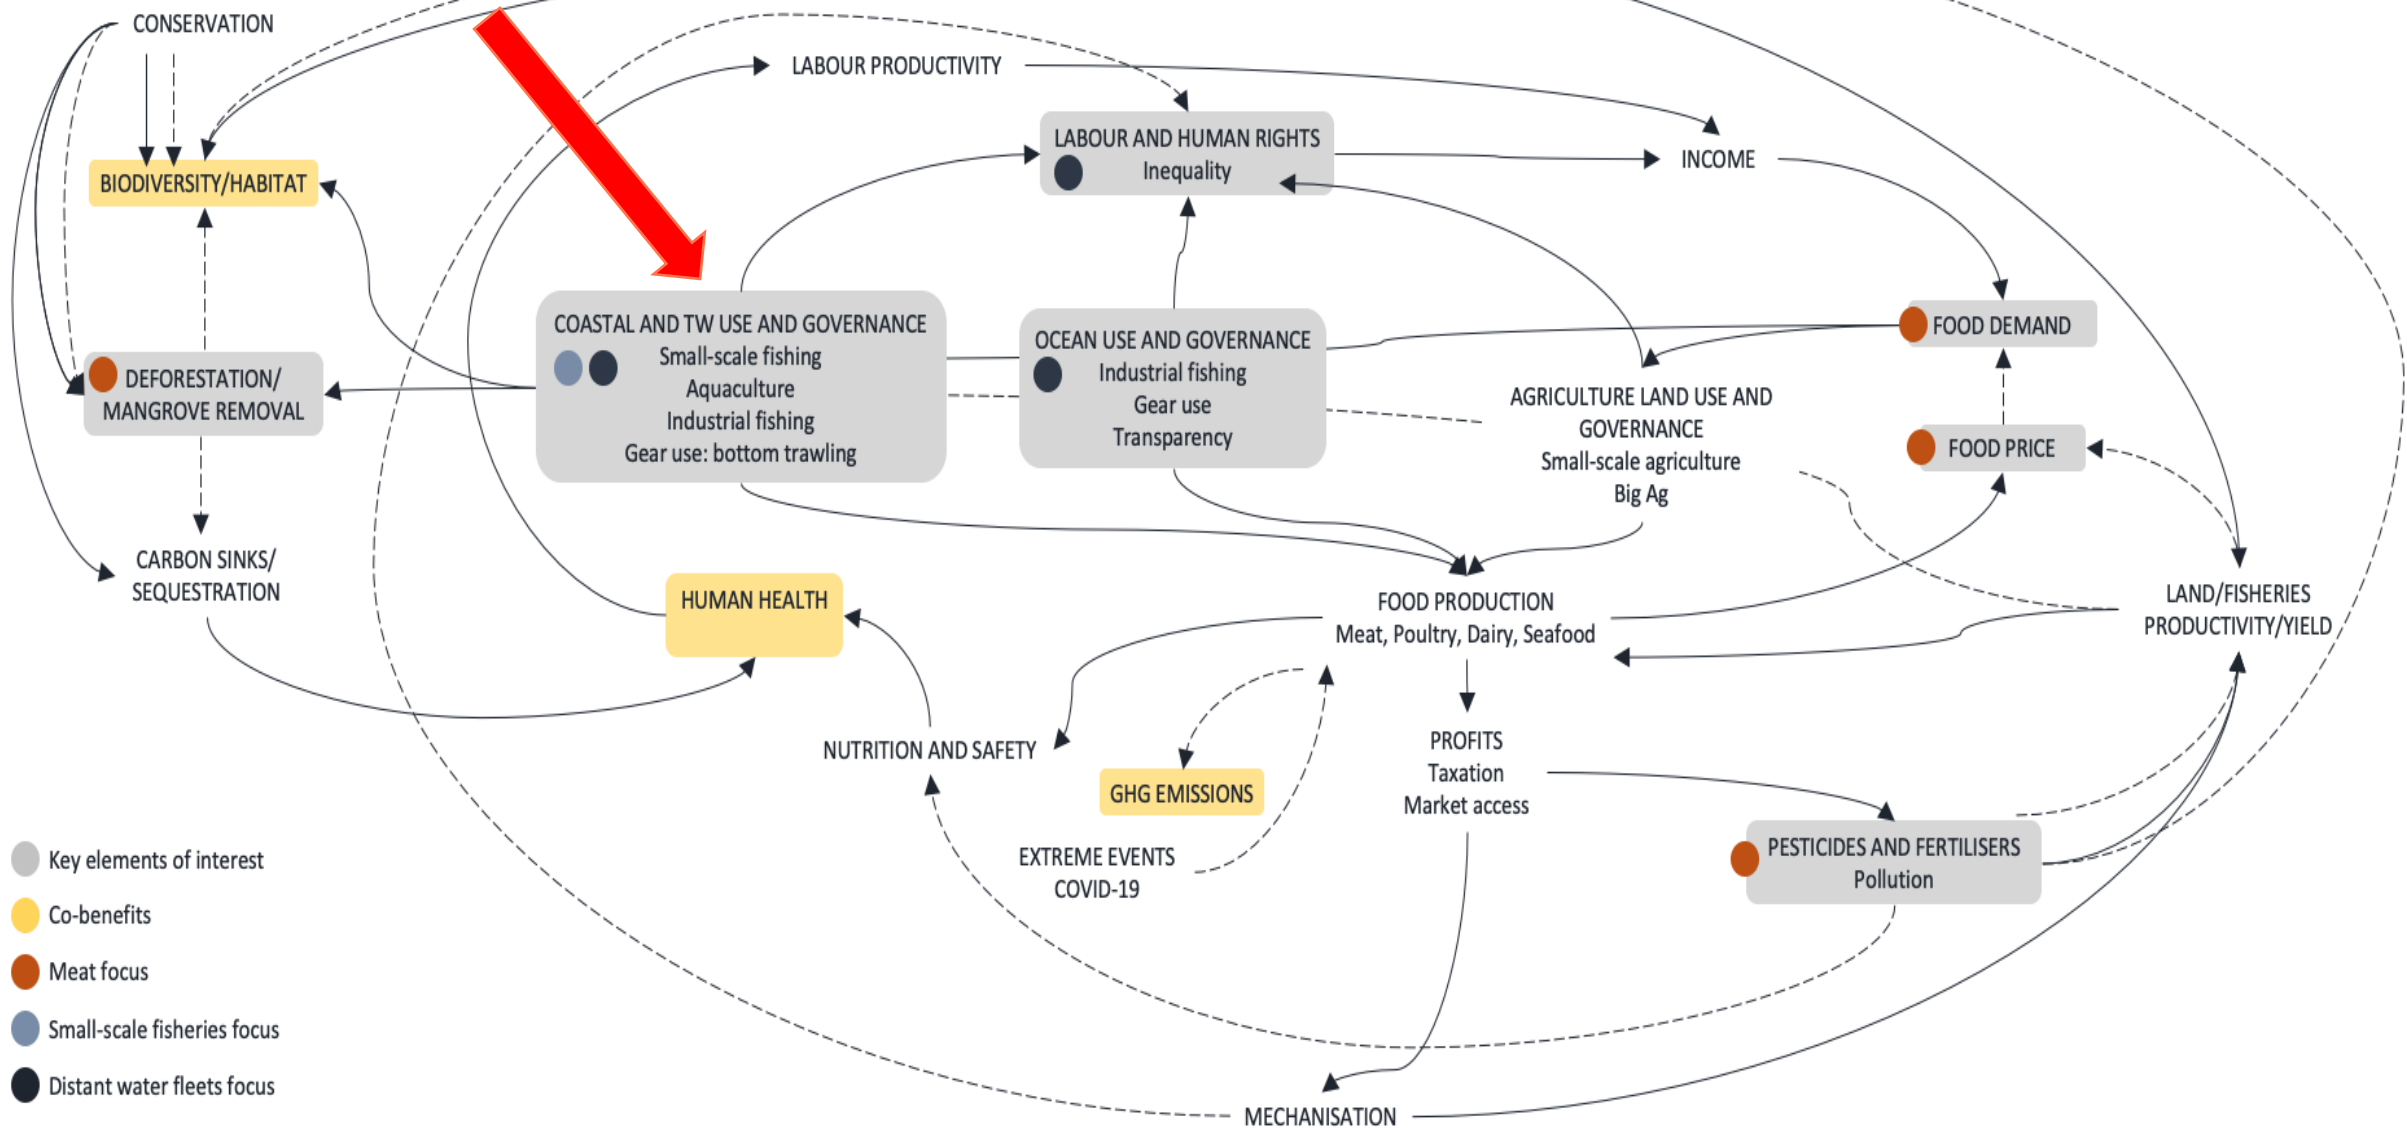 CONSERVATION
LABOUR PRODUCTIVITY
LABOUR AND HUMAN RIGHTS
Inequality
INCOME
BIODIVERSITY/HABITAT
COASTAL AND TW USE AND GOVERNANCE
Small-scale fishing
Aquaculture
Industrial fishing
Gear use: bottom trawling
OCEAN USE AND GOVERNANCE
Industrial fishing
Gear use
Transparency
FOOD DEMAND
DEFORESTATION/
MANGROVE REMOVAL
AGRICULTURE LAND USE AND
GOVERNANCE
Small-scale agriculture
Big Ag
FOOD PRICE
CARBON SINKS/
SEQUESTRATION
HUMAN HEALTH
FOOD PRODUCTION
Meat, Poultry, Dairy, Seafood
LAND/FISHERIES
PRODUCTIVITY/YIELD
NUTRITION AND SAFETY
GHG EMISSIONS
PROFITS
Taxation
Market access
EXTREME EVENTS
COVID-19
PESTICIDES AND FERTILISERS
Pollution
MECHANISATION
Key elements of interest
Co-benefits
Meat focus
Small-scale fisheries focus
Distant water fleets focus